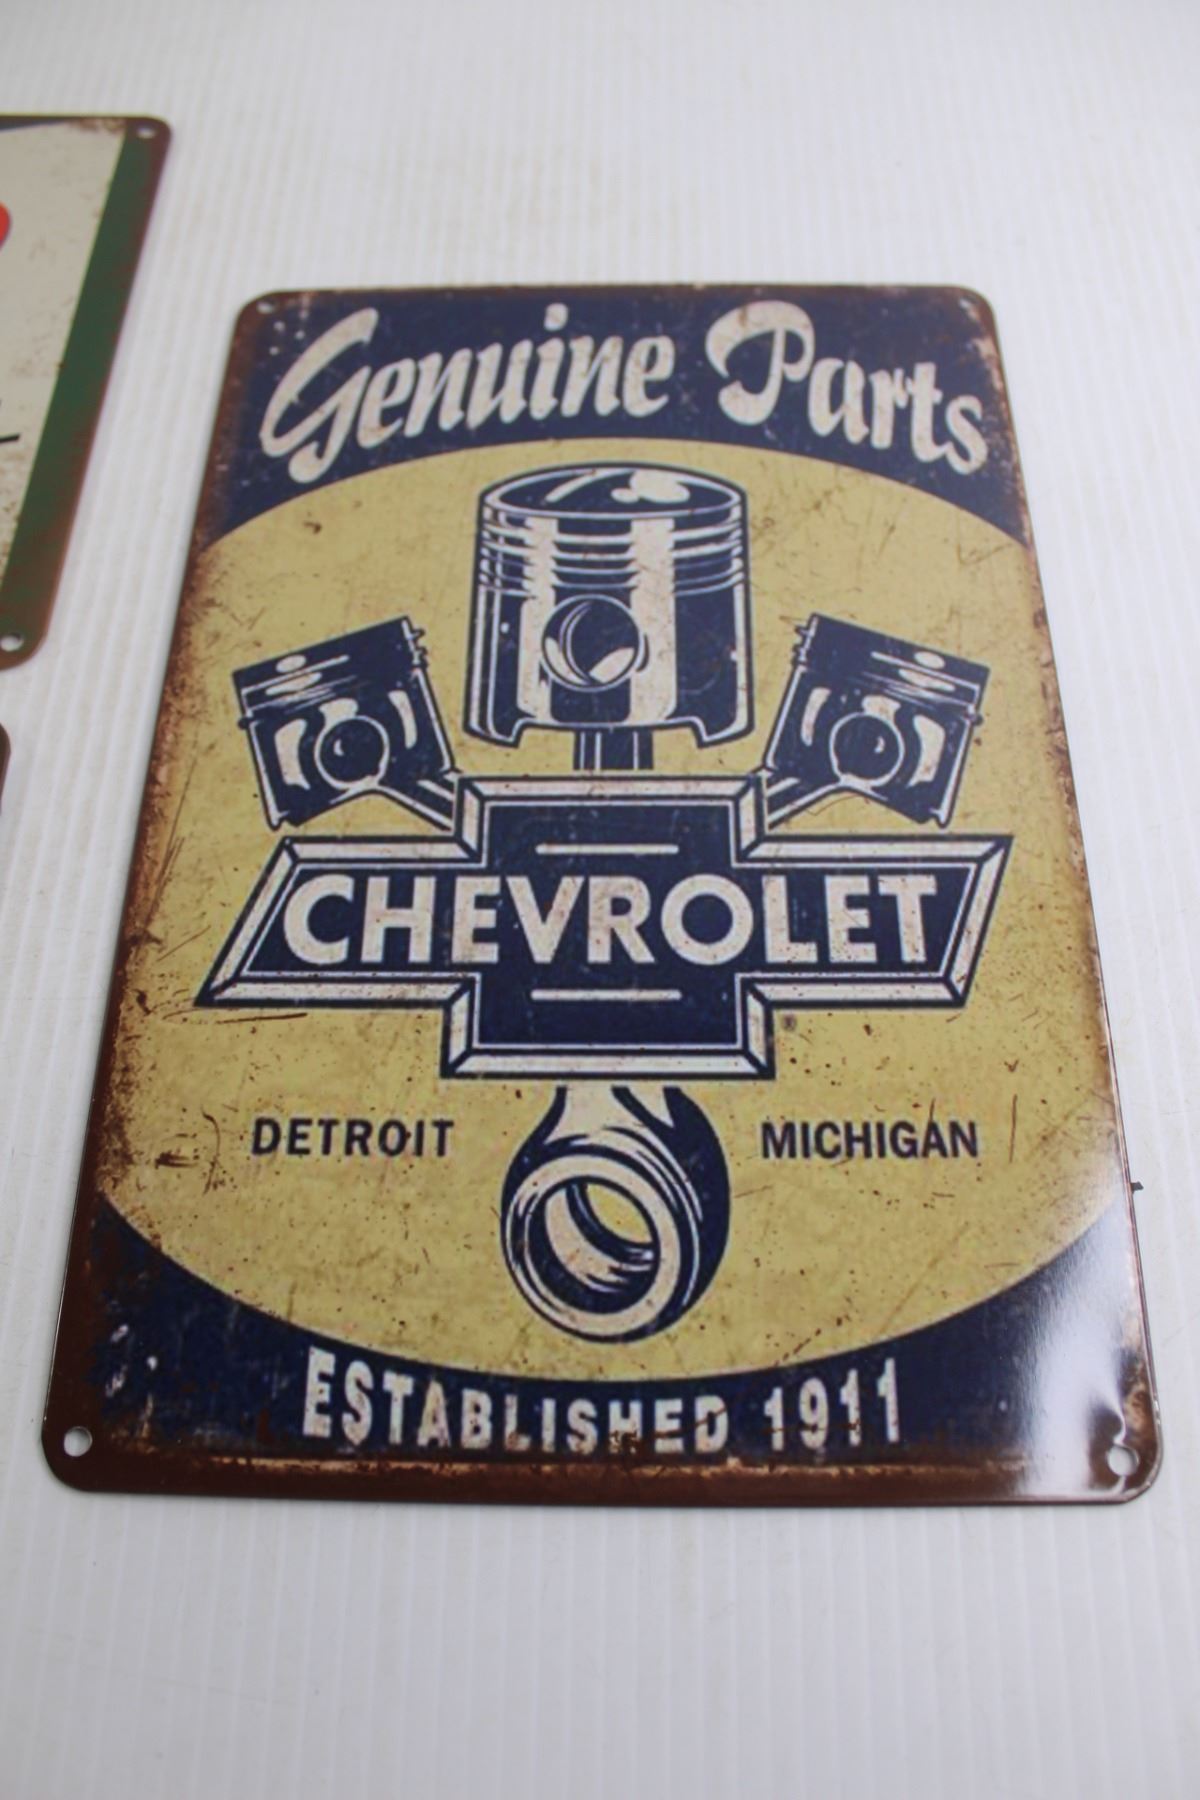 Genuine Parts
CHEVROLET
®
DETROIT MICHIGAN
ESTABLISHED 1911